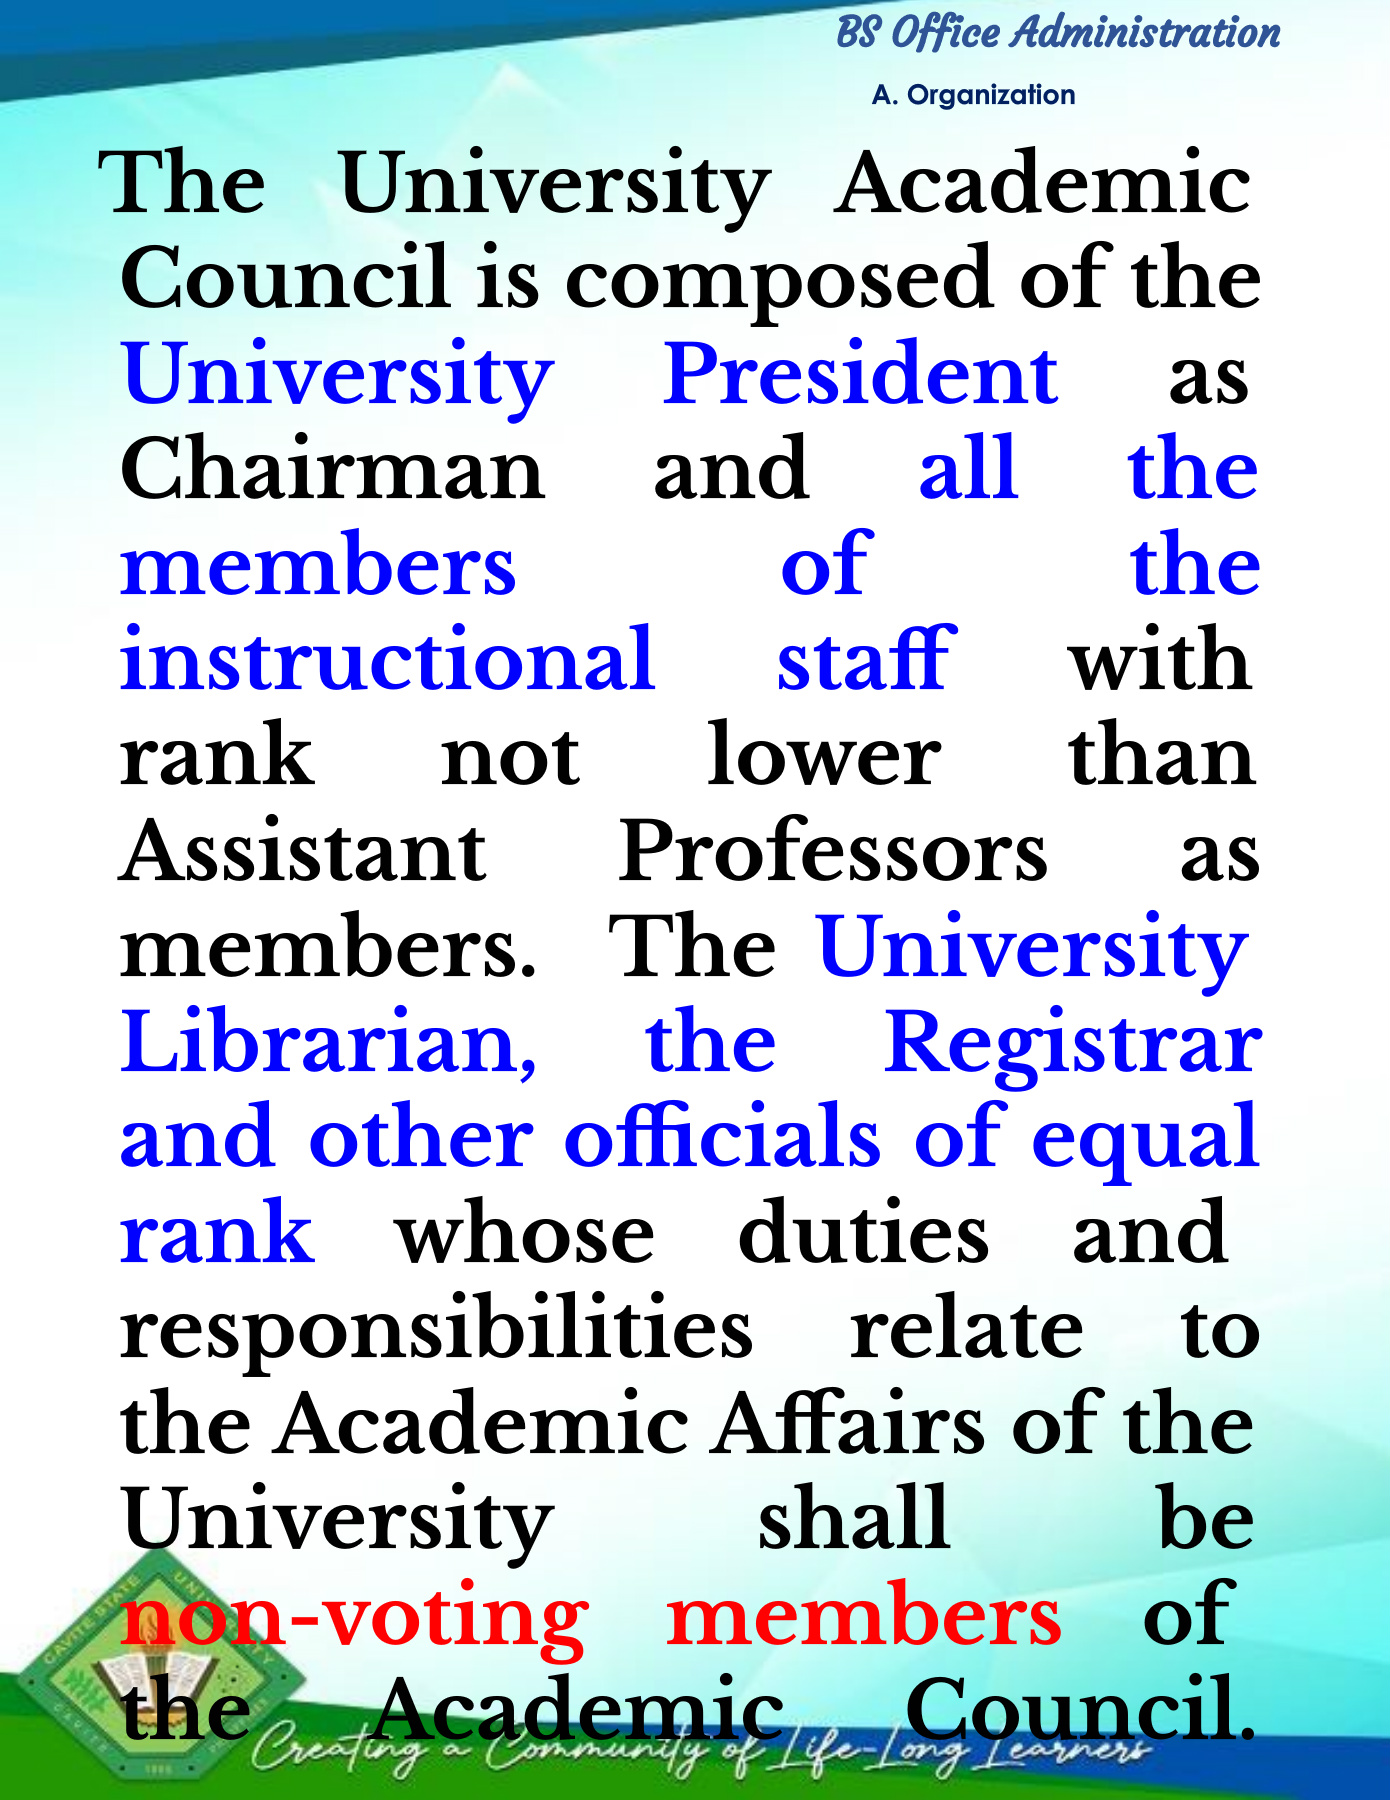 BS Office Administration
A. Organization
The University Academic
Council is composed of the
University President as
Chairman and all the
members of the
instructional staff with
rank not lower than
Assistant Professors as
members. The University
Librarian, the Registrar
and other officials of equal
rank whose duties and
responsibilities relate to
the Academic Affairs of the
University shall be
non-voting members of
the Academic Council.
CAVITE STATE UNIVERSITY
Creating a Community of Life-Long Learners